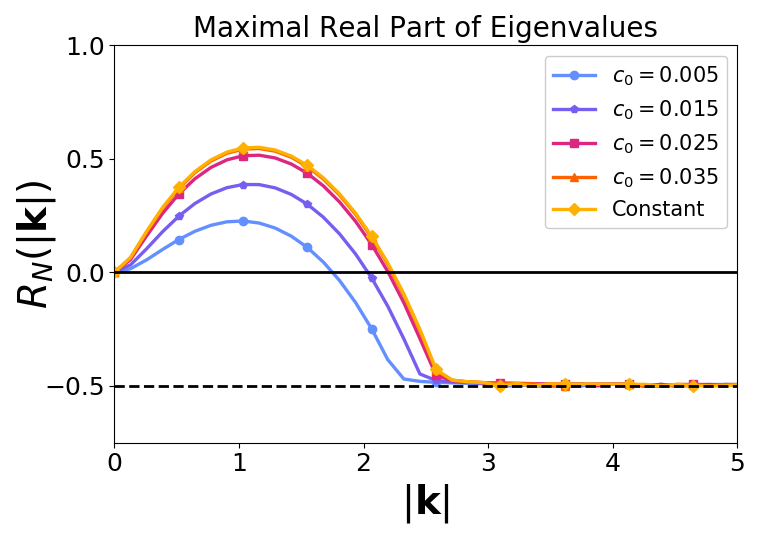 Maximal Real Part of Eigenvalues
R_N(|k|)
1.0
0.5
0.0
−0.5
c₀ = 0.005
c₀ = 0.015
c₀ = 0.025
c₀ = 0.035
Constant
0 1 2 3 4 5
|k|